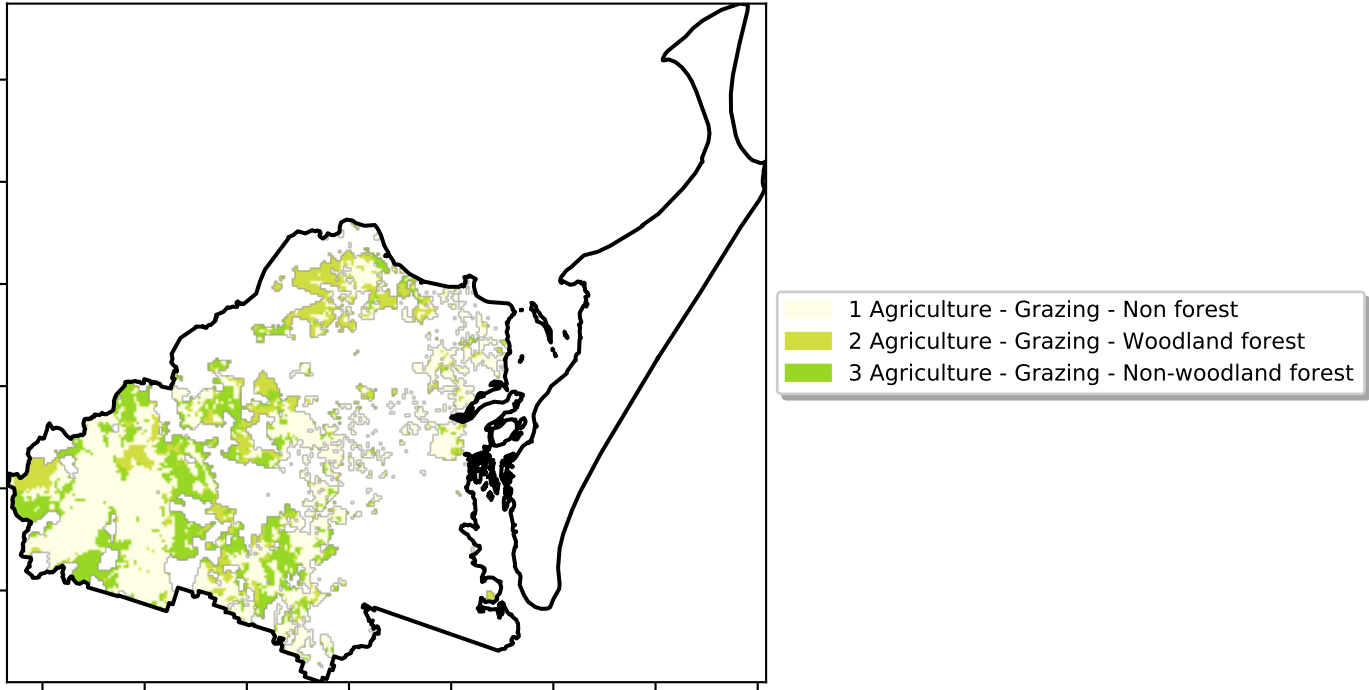 1 Agriculture - Grazing - Non forest
2 Agriculture - Grazing - Woodland forest
3 Agriculture - Grazing - Non-woodland forest